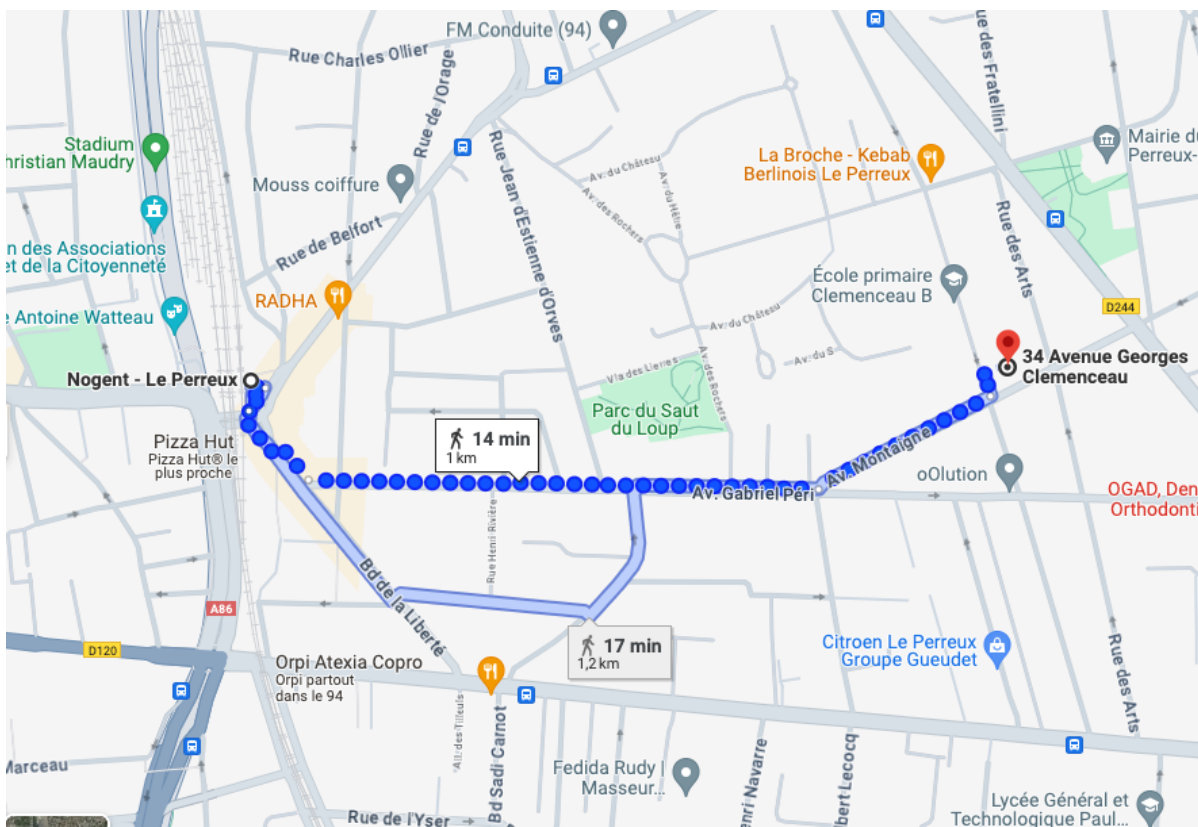 FM Conduite (94)
Rue Charles Ollier
Rue de l'Orage
Rue des Fratellini
Stadium
hristian Maudry
Mouss coiffure
Rue Jean d'Estienne d'Orves
Av. du Château
Av. du Hélie
Av. des Rochers
La Broche - Kebab
Berlinois Le Perreux
Mairie du
Perreux-
n des Associations
et de la Citoyenneté
Rue de Belfort
RADHA
École primaire
Clemenceau B
Rue des Arts
e Antoine Watteau
D244
Av. du Château
Av. du S
Via des Lierres
Av. des Rochers
Nogent - Le Perreux
34 Avenue Georges
Clemenceau
Parc du Saut
du Loup
Pizza Hut
Pizza Hut® le
plus proche
14 min
1 km
Av. Montaigne
Av. Gabriel Péri
oOlution
OGAD, Den
Orthodonti
Rue Henri Rivière
Bd de la Liberté
A86
D120
17 min
1,2 km
Orpi Atexia Copro
Orpi partout
dans le 94
Citroen Le Perreux
Groupe Gueudet
Rue des Arts
All. des Tilleuls
Bd Sadi Carnot
Marceau
Fedida Rudy |
Masseur...
enri Navarre
lbert Lecocq
Rue de l'Yser
Lycée Général et
Technologique Paul...